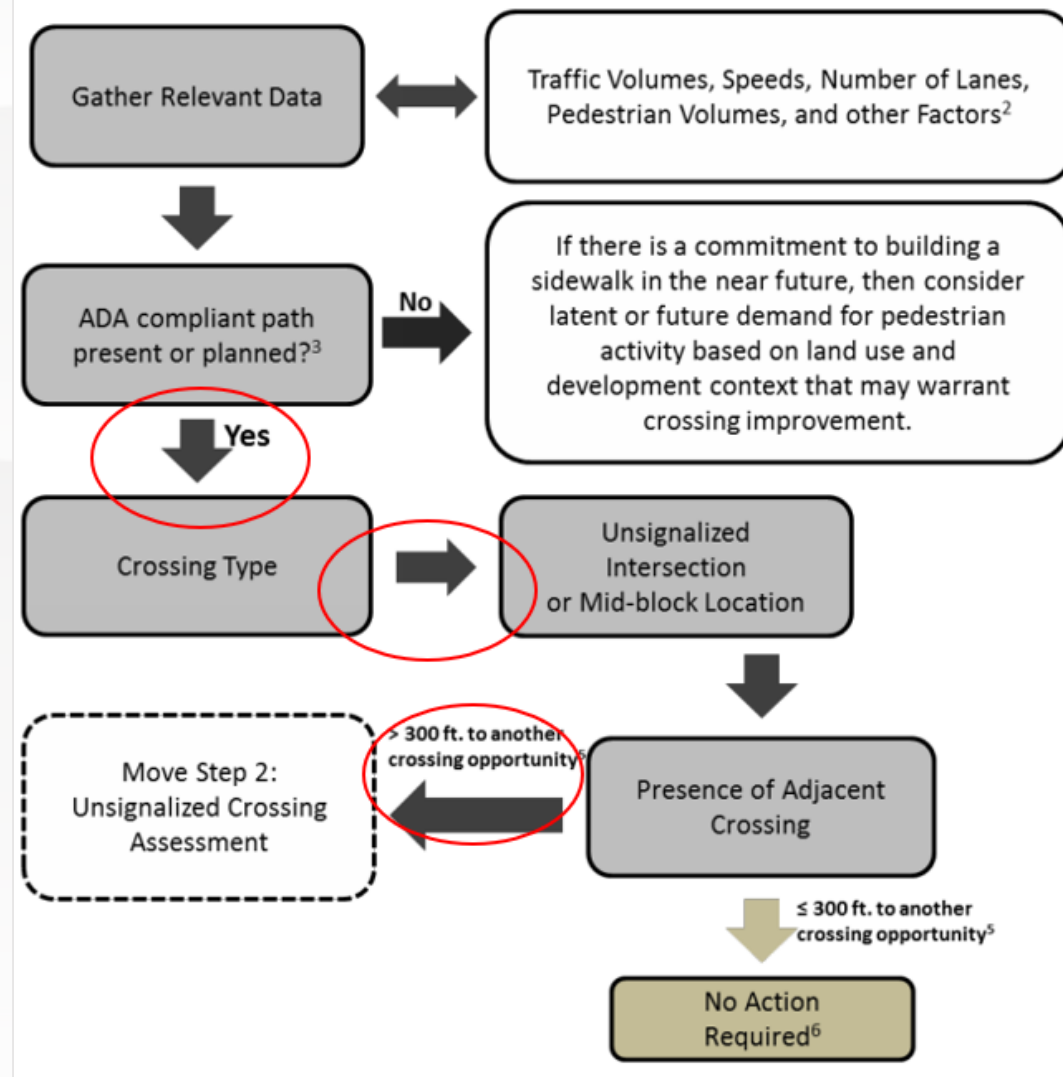 Gather Relevant Data
Traffic Volumes, Speeds, Number of Lanes,
Pedestrian Volumes, and other Factors²
ADA compliant path
present or planned?³
No
If there is a commitment to building a
sidewalk in the near future, then consider
latent or future demand for pedestrian
activity based on land use and
development context that may warrant
crossing improvement.
Yes
Crossing Type
Unsignalized
Intersection
or Mid-block Location
> 300 ft. to another
crossing opportunity⁵
Move Step 2:
Unsignalized Crossing
Assessment
Presence of Adjacent
Crossing
≤ 300 ft. to another
crossing opportunity⁵
No Action
Required⁶